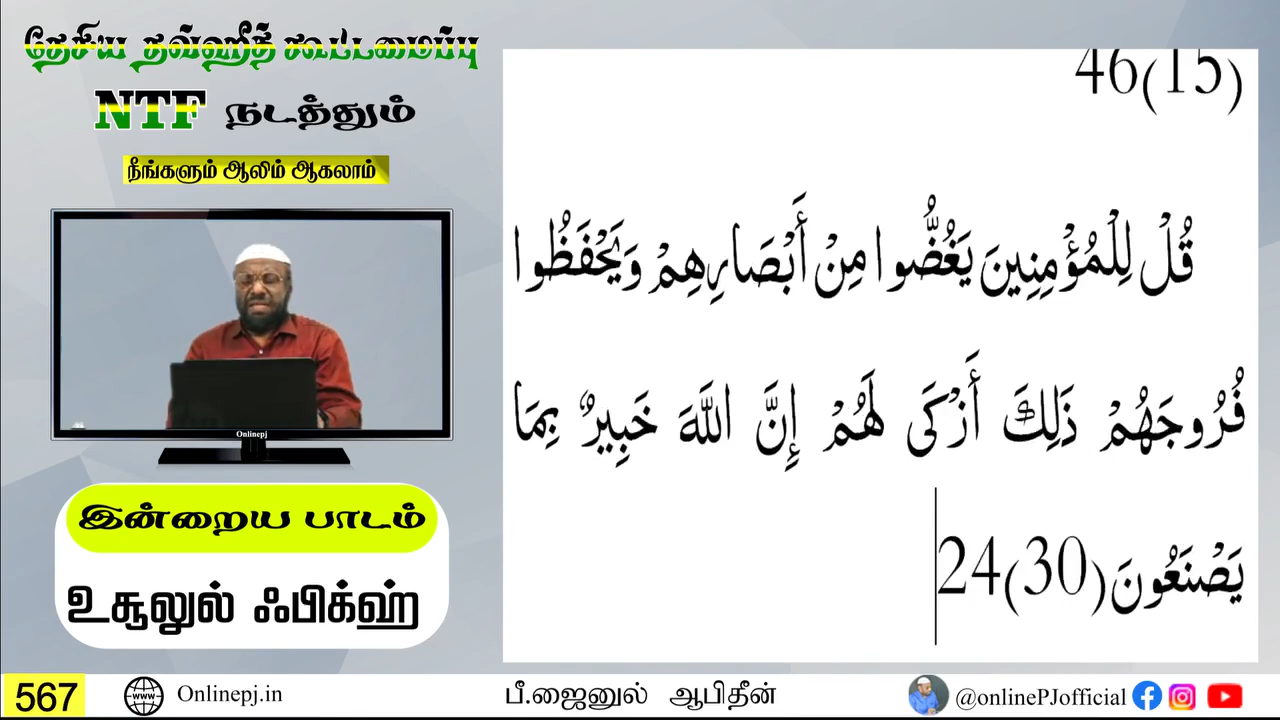 தேசிய தவ்ஹீத் கூட்டமைப்பு
NTF நடத்தும்
நீங்களும் ஆலிம் ஆகலாம்
Onlinepj
இன்றைய பாடம்
உசூலுல் ஃபிக்ஹ்
46(15)
قُلْ لِلْمُؤْمِنِينَ يَغُضُّوا مِنْ أَبْصَارِهِمْ وَيَحْفَظُوا
فُرُوجَهُمْ ذَلِكَ أَزْكَى لَهُمْ إِنَّ اللَّهَ خَبِيرٌ بِمَا
يَصْنَعُونَ(30)24
567 Onlinepj.in பீ.ஜைனுல் ஆபிதீன் @onlinePJofficial